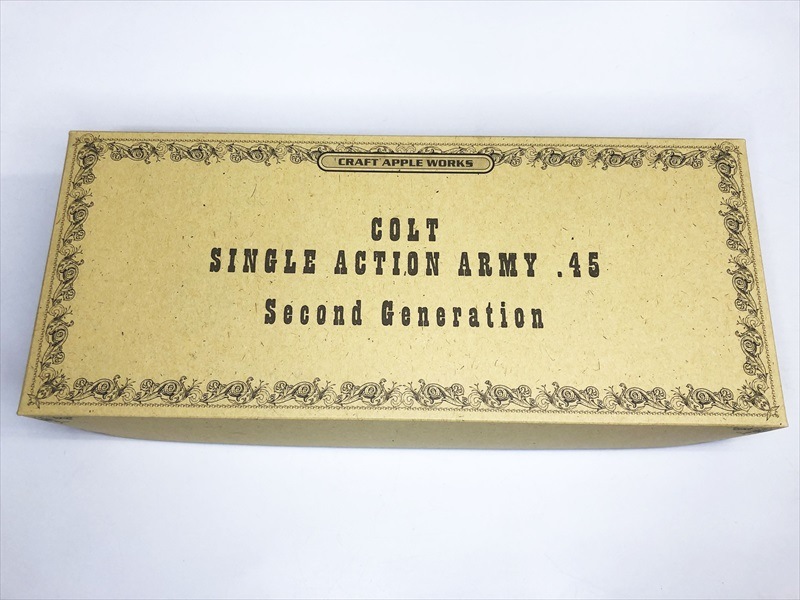 CRAFT APPLE WORKS
COLT
SINGLE ACTION ARMY .45
Second Generation